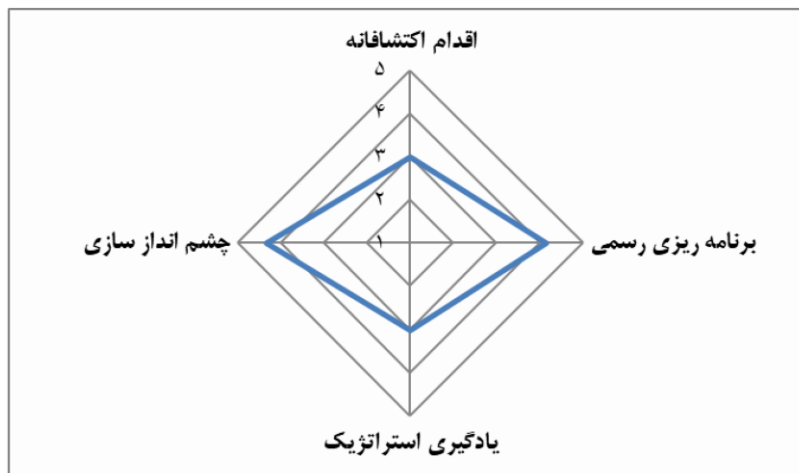 اقدام اکتشافانه
۵
۴
۳
۲
۱
برنامه ریزی رسمی
چشم انداز سازی
یادگیری استراتژیک